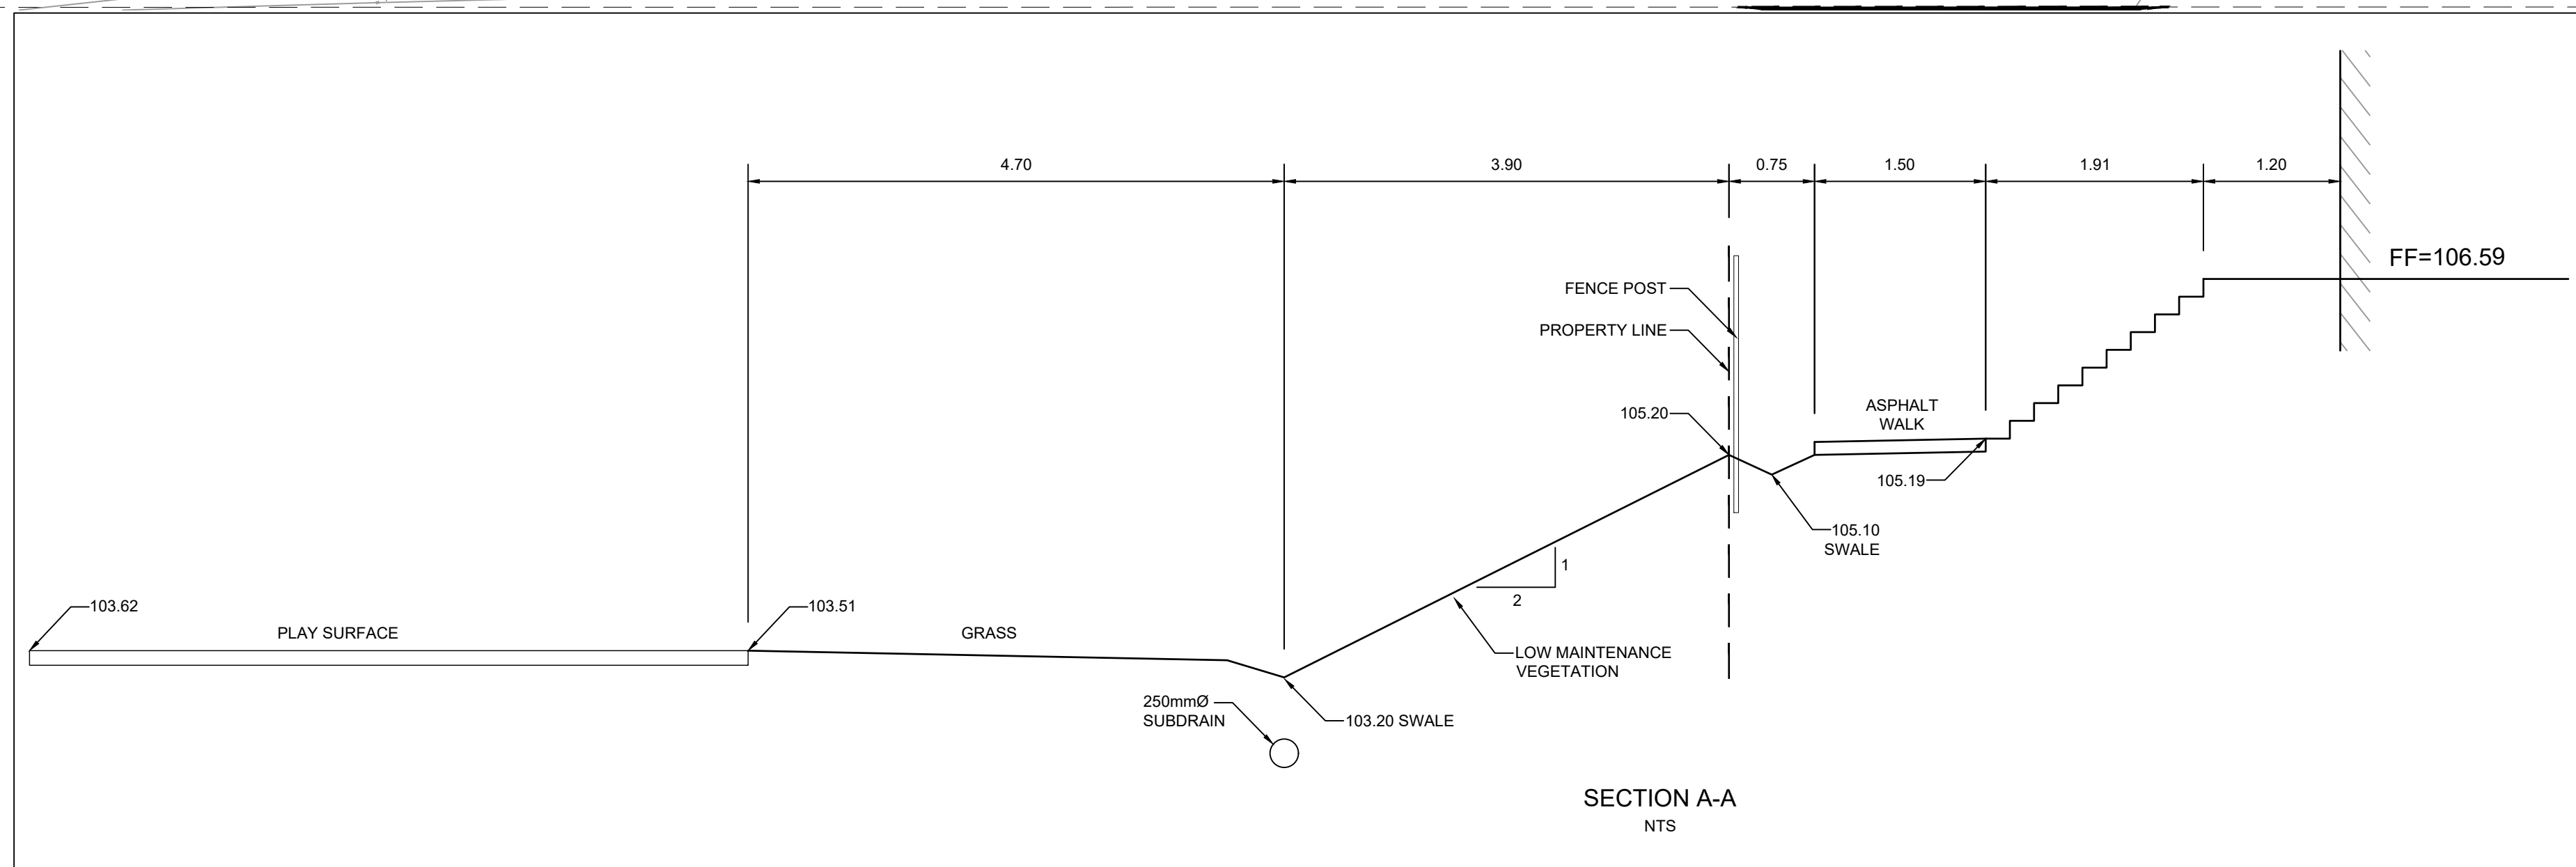 4.70
3.90
0.75
1.50
1.91
1.20
FF=106.59
FENCE POST
PROPERTY LINE
105.20
ASPHALT
WALK
105.19
105.10
SWALE
1
2
103.62
PLAY SURFACE
103.51
GRASS
LOW MAINTENANCE
VEGETATION
250mmØ
SUBDRAIN
103.20 SWALE
SECTION A-A
NTS